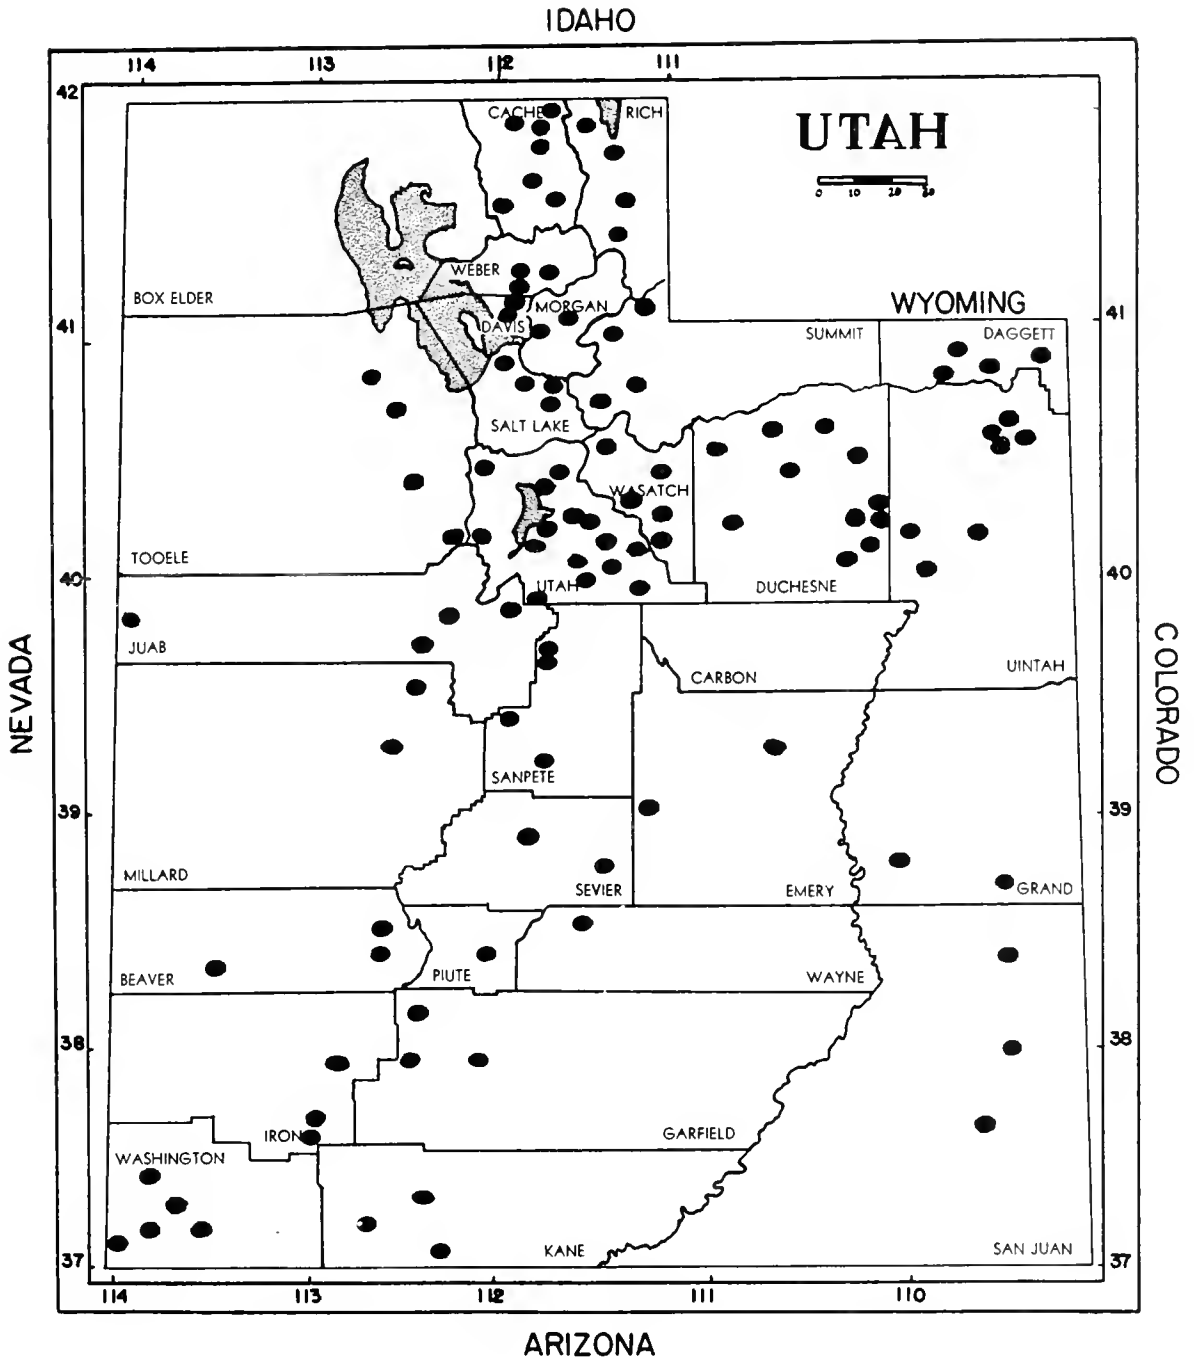 IDAHO
114 113 112 111
42
CACHE RICH
UTAH
0 10 20 30
WEBER
BOX ELDER
MORGAN
WYOMING
DAVIS
SUMMIT DAGGETT
41 41
SALT LAKE
WASATCH
TOOELE
UTAH DUCHESNE
40 40
JUAB
CARBON UINTAH
NEVADA
COLORADO
SANPETE
39 39
MILLARD SEVIER EMERY GRAND
BEAVER PIUTE WAYNE
38 38
IRON GARFIELD
WASHINGTON
KANE SAN JUAN
37 37
114 113 112 111 110
ARIZONA